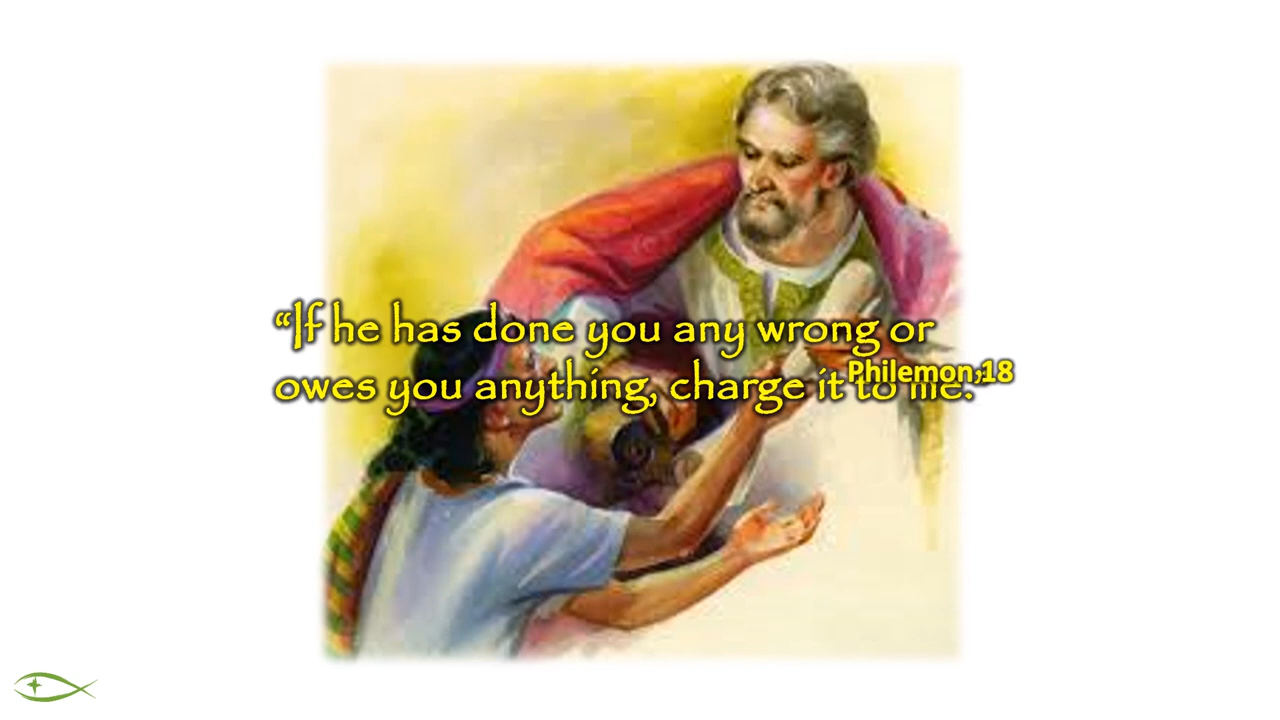 “If he has done you any wrong or
owes you anything, charge it to me.”
Philemon 18